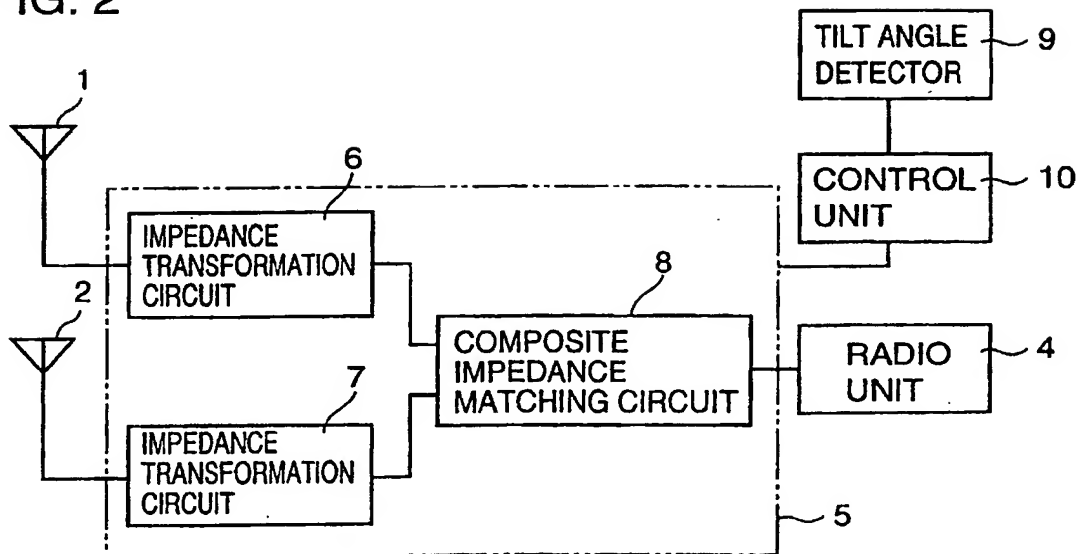 IG. 2
1
2
6
IMPEDANCE
TRANSFORMATION
CIRCUIT
7
IMPEDANCE
TRANSFORMATION
CIRCUIT
8
COMPOSITE
IMPEDANCE
MATCHING CIRCUIT
TILT ANGLE
DETECTOR
9
CONTROL
UNIT
10
RADIO
UNIT
4
5